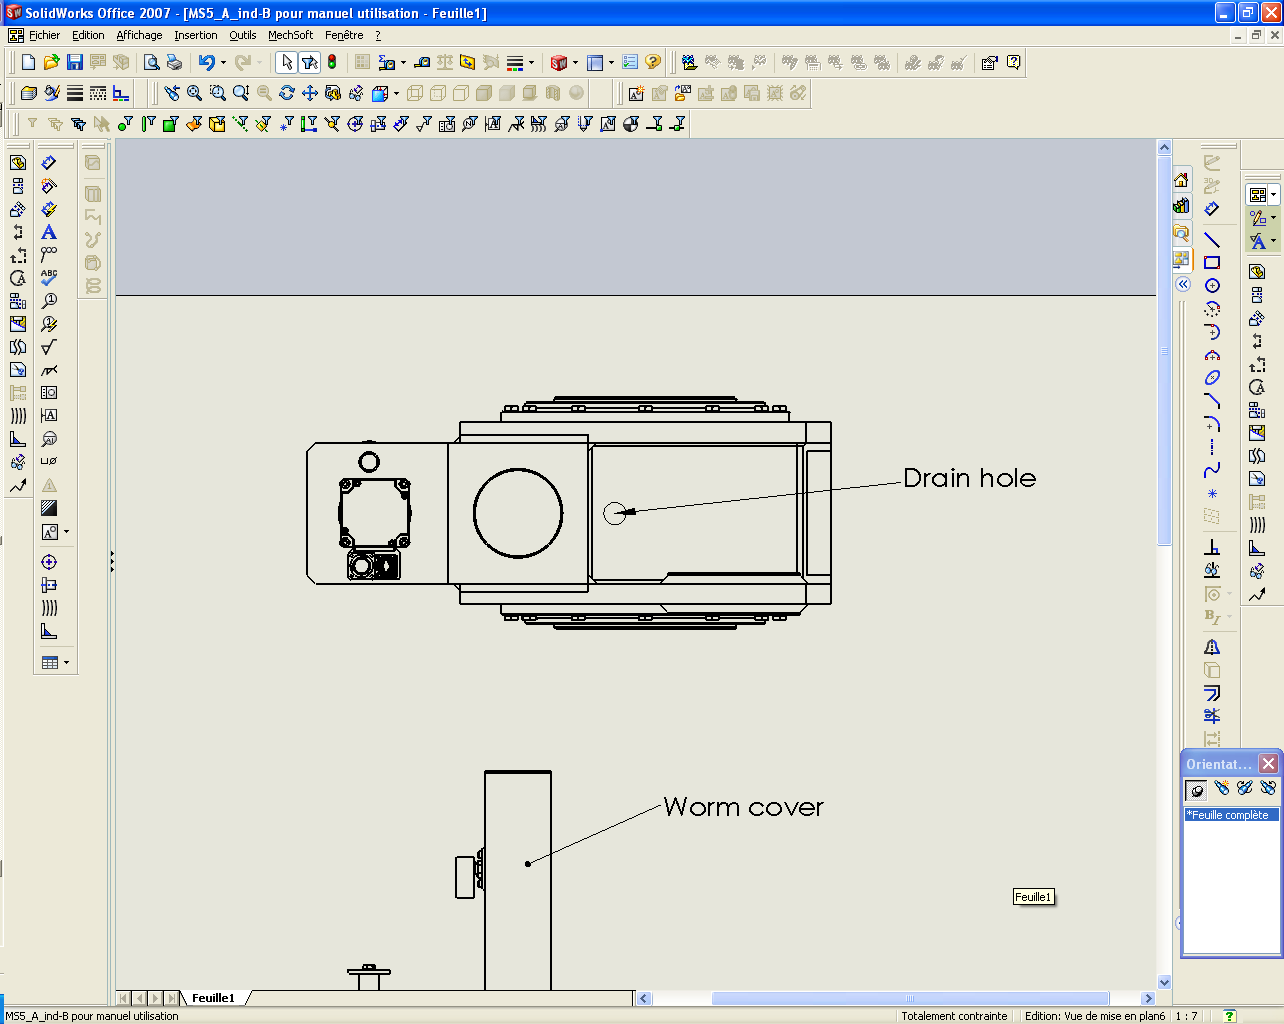 SolidWorks Office 2007 - [MS5_A_ind-B pour manuel utilisation - Feuille1]
Fichier Edition Affichage Insertion Outils MechSoft Fenêtre ?
Drain hole
Worm cover
Orientat...
*Feuille complète
Feuille1
Feuille1
MS5_A_ind-B pour manuel utilisation Totalement contrainte Edition: Vue de mise en plan6 1 : 7